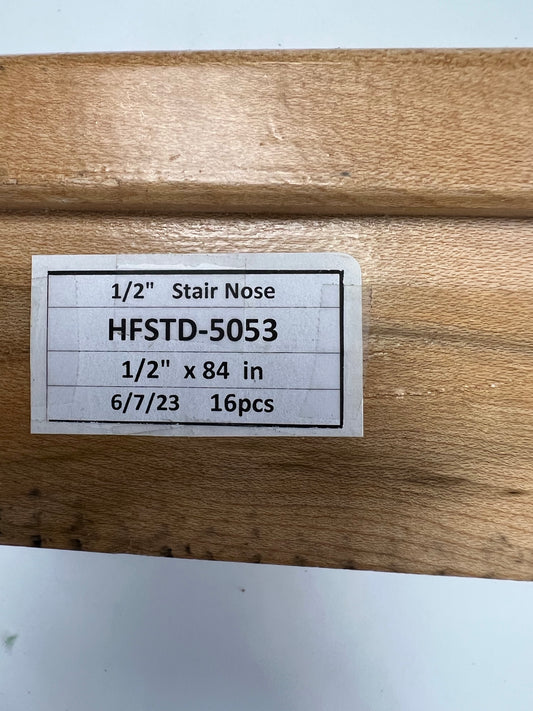 1/2" Stair Nose
HFSTD-5053
1/2" x 84 in
6/7/23 16pcs